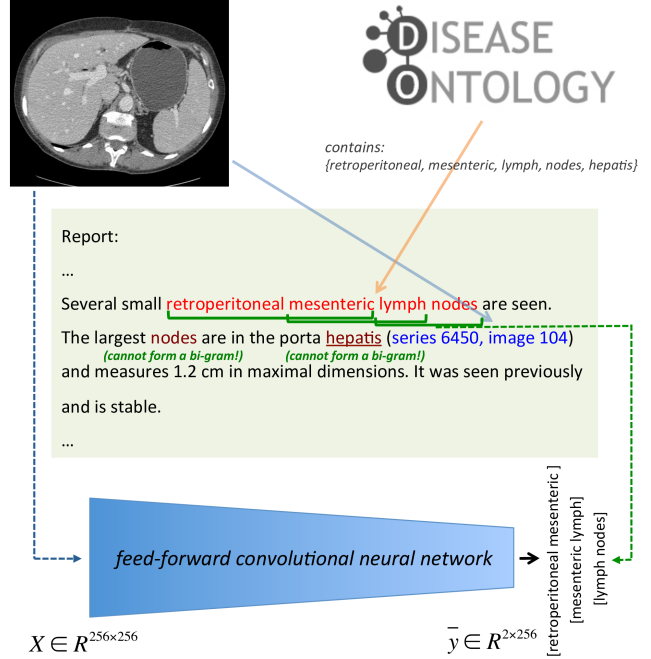 DISEASE
ONTOLOGY
contains:
{retroperitoneal, mesenteric, lymph, nodes, hepatis}
Report:
...
Several small retroperitoneal mesenteric lymph nodes are seen.
The largest nodes are in the porta hepatis (series 6450, image 104)
(cannot form a bi-gram!) (cannot form a bi-gram!)
and measures 1.2 cm in maximal dimensions. It was seen previously
and is stable.
...
feed-forward convolutional neural network
[retroperitoneal mesenteric ]
[mesenteric lymph]
[lymph nodes]
X ∈ R^{256×256}
y̅ ∈ R^{2×256}